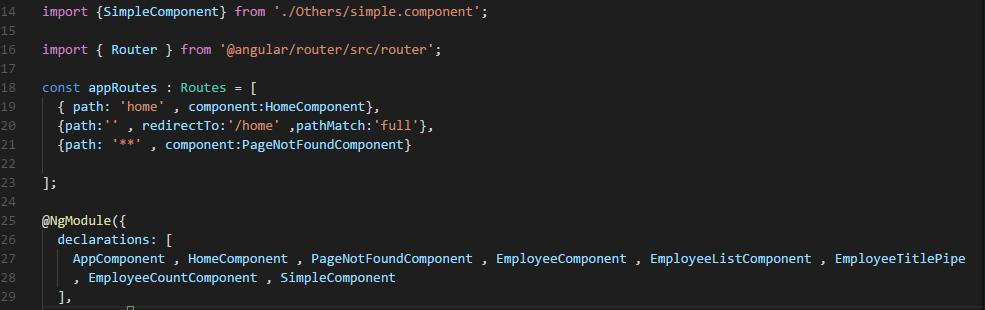 14 import {SimpleComponent} from './Others/simple.component';
15
16 import { Router } from '@angular/router/src/router';
17
18 const appRoutes : Routes = [
19 { path: 'home' , component:HomeComponent},
20 {path:'' , redirectTo:'/home' ,pathMatch:'full'},
21 {path: '**' , component:PageNotFoundComponent}
22
23 ];
24
25 @NgModule({
26 declarations: [
27 AppComponent , HomeComponent , PageNotFoundComponent , EmployeeComponent , EmployeeListComponent , EmployeeTitlePipe
28 , EmployeeCountComponent , SimpleComponent
29 ],